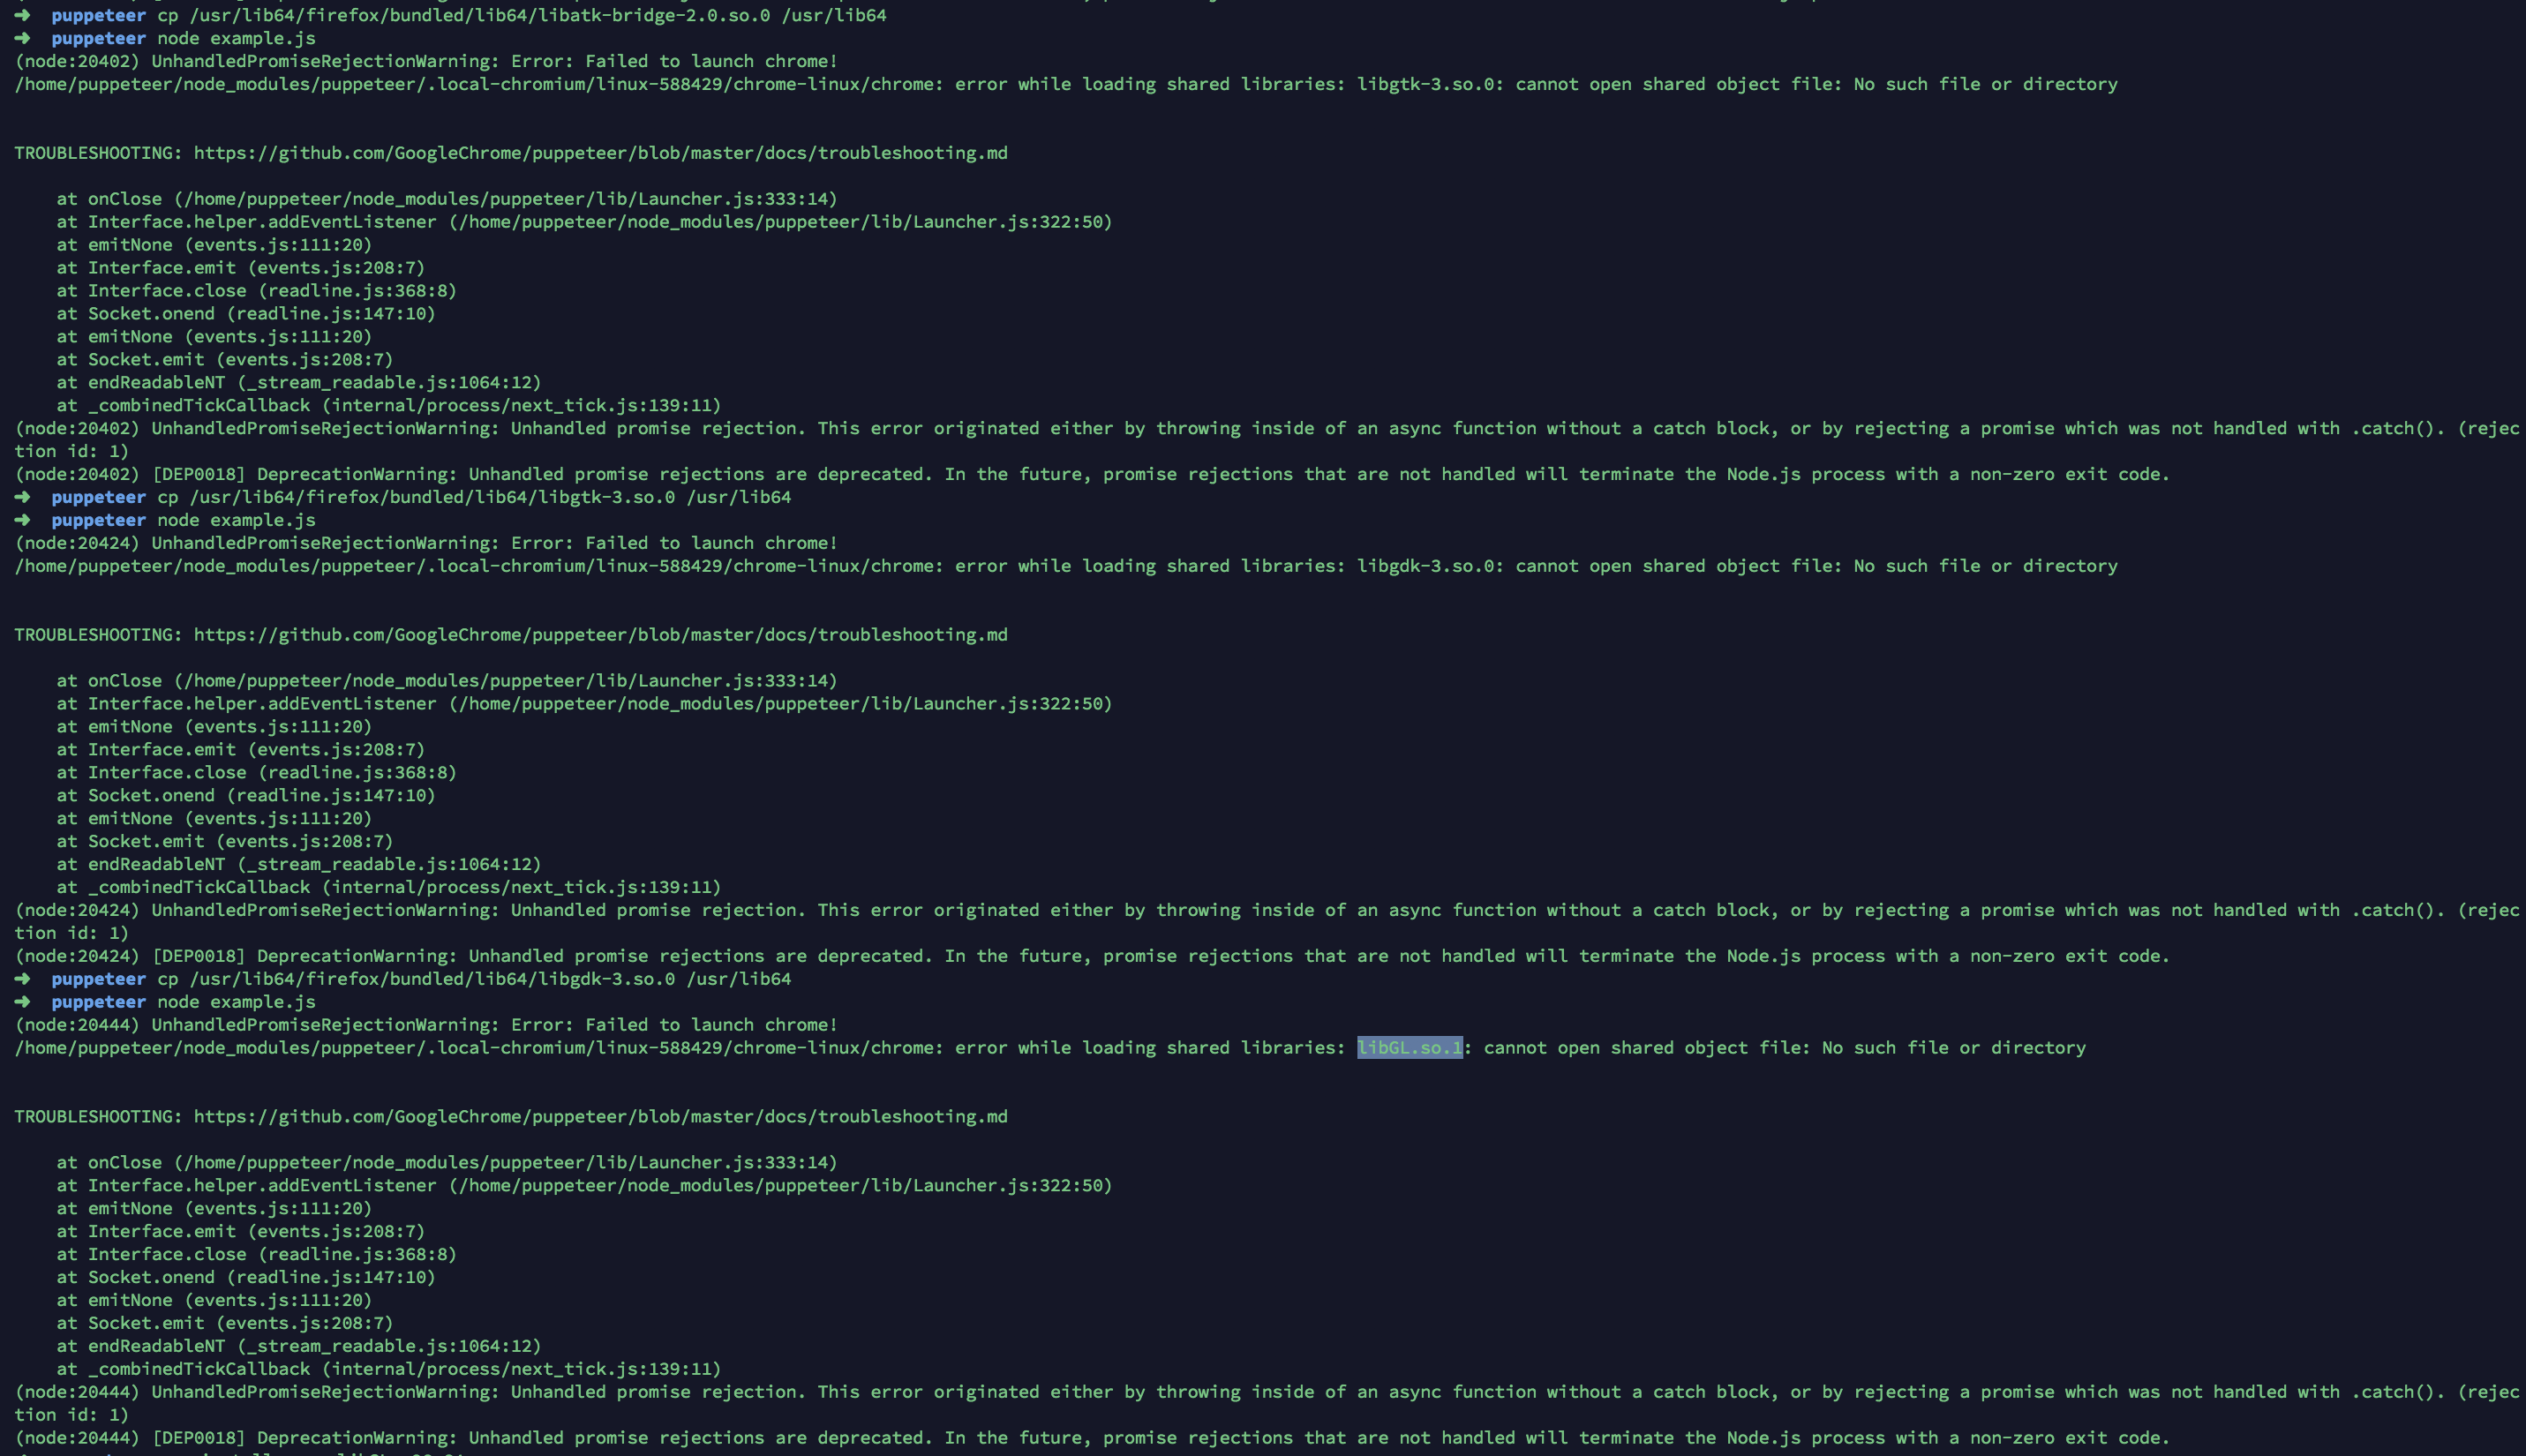 ➜  puppeteer cp /usr/lib64/firefox/bundled/lib64/libatk-bridge-2.0.so.0 /usr/lib64
➜  puppeteer node example.js
(node:20402) UnhandledPromiseRejectionWarning: Error: Failed to launch chrome!
/home/puppeteer/node_modules/puppeteer/.local-chromium/linux-588429/chrome-linux/chrome: error while loading shared libraries: libgtk-3.so.0: cannot open shared object file: No such file or directory
TROUBLESHOOTING: https://github.com/GoogleChrome/puppeteer/blob/master/docs/troubleshooting.md
at onClose (/home/puppeteer/node_modules/puppeteer/lib/Launcher.js:333:14)
at Interface.helper.addEventListener (/home/puppeteer/node_modules/puppeteer/lib/Launcher.js:322:50)
at emitNone (events.js:111:20)
at Interface.emit (events.js:208:7)
at Interface.close (readline.js:368:8)
at Socket.onend (readline.js:147:10)
at emitNone (events.js:111:20)
at Socket.emit (events.js:208:7)
at endReadableNT (_stream_readable.js:1064:12)
at _combinedTickCallback (internal/process/next_tick.js:139:11)
(node:20402) UnhandledPromiseRejectionWarning: Unhandled promise rejection. This error originated either by throwing inside of an async function without a catch block, or by rejecting a promise which was not handled with .catch(). (rejec
tion id: 1)
(node:20402) [DEP0018] DeprecationWarning: Unhandled promise rejections are deprecated. In the future, promise rejections that are not handled will terminate the Node.js process with a non-zero exit code.
➜  puppeteer cp /usr/lib64/firefox/bundled/lib64/libgtk-3.so.0 /usr/lib64
➜  puppeteer node example.js
(node:20424) UnhandledPromiseRejectionWarning: Error: Failed to launch chrome!
/home/puppeteer/node_modules/puppeteer/.local-chromium/linux-588429/chrome-linux/chrome: error while loading shared libraries: libgdk-3.so.0: cannot open shared object file: No such file or directory
TROUBLESHOOTING: https://github.com/GoogleChrome/puppeteer/blob/master/docs/troubleshooting.md
at onClose (/home/puppeteer/node_modules/puppeteer/lib/Launcher.js:333:14)
at Interface.helper.addEventListener (/home/puppeteer/node_modules/puppeteer/lib/Launcher.js:322:50)
at emitNone (events.js:111:20)
at Interface.emit (events.js:208:7)
at Interface.close (readline.js:368:8)
at Socket.onend (readline.js:147:10)
at emitNone (events.js:111:20)
at Socket.emit (events.js:208:7)
at endReadableNT (_stream_readable.js:1064:12)
at _combinedTickCallback (internal/process/next_tick.js:139:11)
(node:20424) UnhandledPromiseRejectionWarning: Unhandled promise rejection. This error originated either by throwing inside of an async function without a catch block, or by rejecting a promise which was not handled with .catch(). (rejec
tion id: 1)
(node:20424) [DEP0018] DeprecationWarning: Unhandled promise rejections are deprecated. In the future, promise rejections that are not handled will terminate the Node.js process with a non-zero exit code.
➜  puppeteer cp /usr/lib64/firefox/bundled/lib64/libgdk-3.so.0 /usr/lib64
➜  puppeteer node example.js
(node:20444) UnhandledPromiseRejectionWarning: Error: Failed to launch chrome!
/home/puppeteer/node_modules/puppeteer/.local-chromium/linux-588429/chrome-linux/chrome: error while loading shared libraries: libGL.so.1: cannot open shared object file: No such file or directory
TROUBLESHOOTING: https://github.com/GoogleChrome/puppeteer/blob/master/docs/troubleshooting.md
at onClose (/home/puppeteer/node_modules/puppeteer/lib/Launcher.js:333:14)
at Interface.helper.addEventListener (/home/puppeteer/node_modules/puppeteer/lib/Launcher.js:322:50)
at emitNone (events.js:111:20)
at Interface.emit (events.js:208:7)
at Interface.close (readline.js:368:8)
at Socket.onend (readline.js:147:10)
at emitNone (events.js:111:20)
at Socket.emit (events.js:208:7)
at endReadableNT (_stream_readable.js:1064:12)
at _combinedTickCallback (internal/process/next_tick.js:139:11)
(node:20444) UnhandledPromiseRejectionWarning: Unhandled promise rejection. This error originated either by throwing inside of an async function without a catch block, or by rejecting a promise which was not handled with .catch(). (rejec
tion id: 1)
(node:20444) [DEP0018] DeprecationWarning: Unhandled promise rejections are deprecated. In the future, promise rejections that are not handled will terminate the Node.js process with a non-zero exit code.